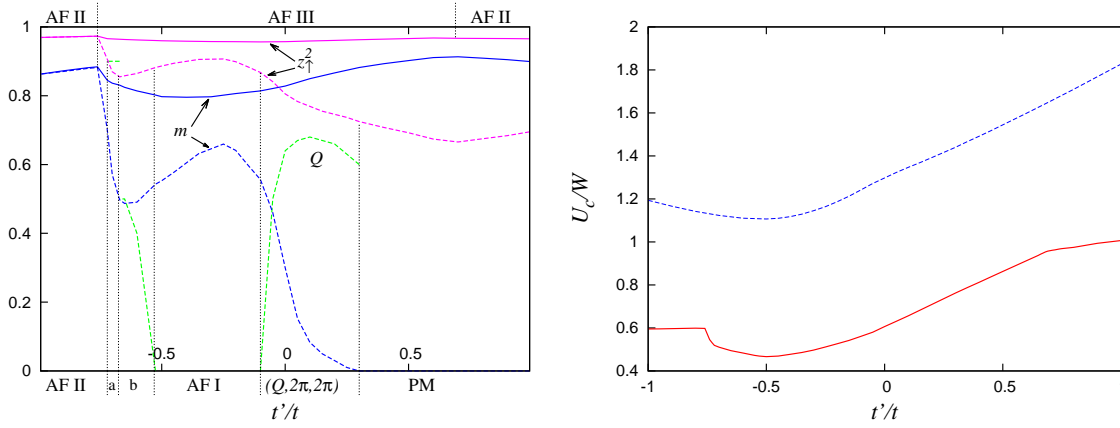 AF II AF III AF II
1
0.8
0.6
0.4
0.2
0
z↑²
m
Q
-0.5 0 0.5
AF II a b AF I (Q,2π,2π) PM
t'/t
2
1.8
1.6
1.4
1.2
1
0.8
0.6
0.4
U_c/W
-1 -0.5 0 0.5
t'/t